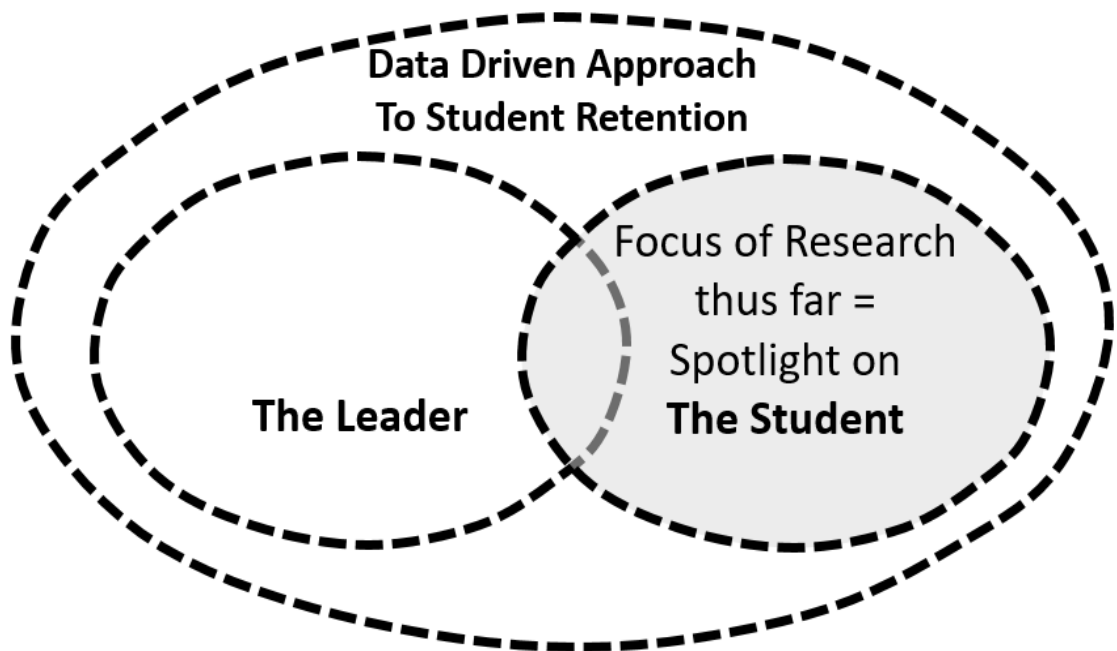 Data Driven Approach
To Student Retention
Focus of Research
thus far =
Spotlight on
The Leader
The Student